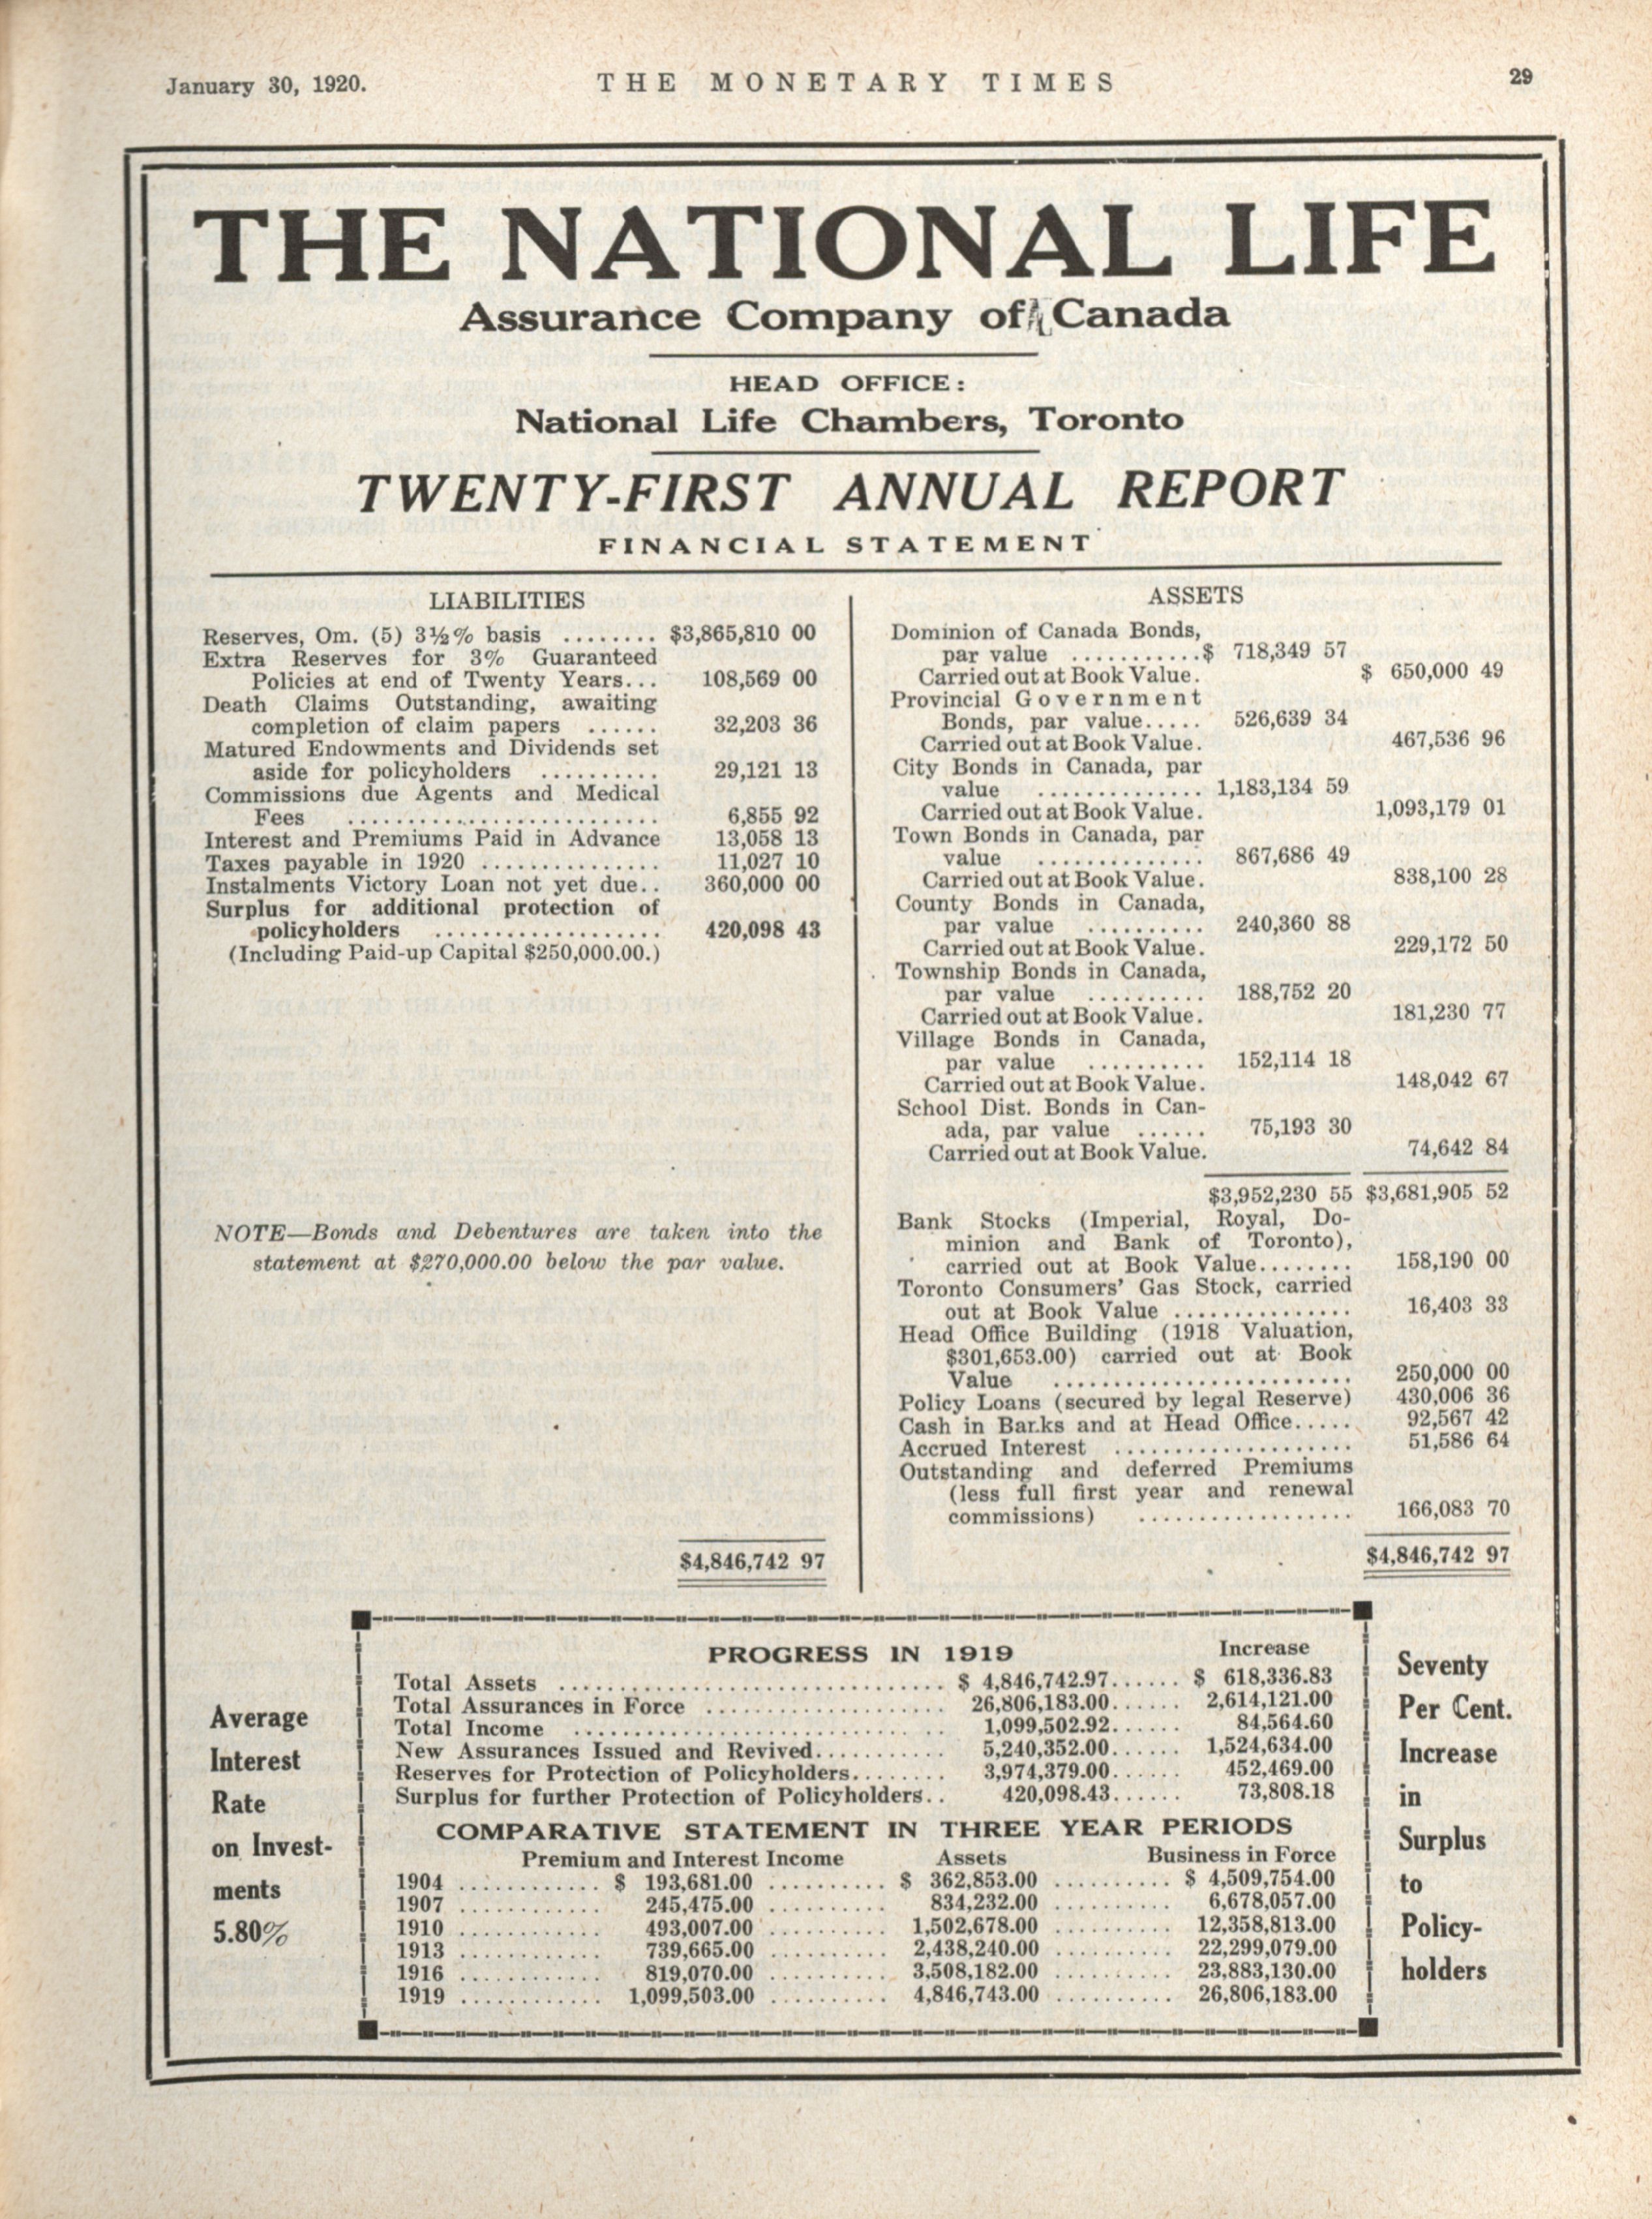 January 30, 1920.
THE MONETARY TIMES
29
THE NATIONAL LIFE
Assurance Company of Canada
HEAD OFFICE:
National Life Chambers, Toronto
TWENTY-FIRST ANNUAL REPORT
FINANCIAL STATEMENT
LIABILITIES
Reserves, Om. (5) 3½% basis ........ $3,865,810 00
Extra Reserves for 3% Guaranteed
Policies at end of Twenty Years... 108,569 00
Death Claims Outstanding, awaiting
completion of claim papers ...... 32,203 36
Matured Endowments and Dividends set
aside for policyholders .......... 29,121 13
Commissions due Agents and Medical
Fees .......................... 6,855 92
Interest and Premiums Paid in Advance 13,058 13
Taxes payable in 1920 ............... 11,027 10
Instalments Victory Loan not yet due.. 360,000 00
Surplus for additional protection of
policyholders ................... 420,098 43
(Including Paid-up Capital $250,000.00.)
NOTE—Bonds and Debentures are taken into the
statement at $270,000.00 below the par value.
$4,846,742 97
ASSETS
Dominion of Canada Bonds,
par value ...........$ 718,349 57
Carried out at Book Value. $ 650,000 49
Provincial Government
Bonds, par value..... 526,639 34
Carried out at Book Value. 467,536 96
City Bonds in Canada, par
value .............. 1,183,134 59
Carried out at Book Value. 1,093,179 01
Town Bonds in Canada, par
value .............. 867,686 49
Carried out at Book Value. 838,100 28
County Bonds in Canada,
par value .......... 240,360 88
Carried out at Book Value. 229,172 50
Township Bonds in Canada,
par value .......... 188,752 20
Carried out at Book Value. 181,230 77
Village Bonds in Canada,
par value .......... 152,114 18
Carried out at Book Value. 148,042 67
School Dist. Bonds in Can-
ada, par value ...... 75,193 30
Carried out at Book Value. 74,642 84
$3,952,230 55 $3,681,905 52
Bank Stocks (Imperial, Royal, Do-
minion and Bank of Toronto),
carried out at Book Value........ 158,190 00
Toronto Consumers' Gas Stock, carried
out at Book Value ............... 16,403 33
Head Office Building (1918 Valuation,
$301,653.00) carried out at Book
Value ......................... 250,000 00
Policy Loans (secured by legal Reserve) 430,006 36
Cash in Banks and at Head Office..... 92,567 42
Accrued Interest .................... 51,586 64
Outstanding and deferred Premiums
(less full first year and renewal
commissions) .................. 166,083 70
$4,846,742 97
Average
Interest
Rate
on Invest-
ments
5.80%
PROGRESS IN 1919 Increase
Total Assets ................................. $ 4,846,742.97...... $ 618,336.83
Total Assurances in Force .................... 26,806,183.00...... 2,614,121.00
Total Income ............................... 1,099,502.92...... 84,564.60
New Assurances Issued and Revived........... 5,240,352.00...... 1,524,634.00
Reserves for Protection of Policyholders........ 3,974,379.00...... 452,469.00
Surplus for further Protection of Policyholders.. 420,098.43...... 73,808.18
COMPARATIVE STATEMENT IN THREE YEAR PERIODS
Premium and Interest Income Assets Business in Force
1904 ............ $ 193,681.00 .......... $ 362,853.00 .......... $ 4,509,754.00
1907 ............ 245,475.00 .......... 834,232.00 .......... 6,678,057.00
1910 ............ 493,007.00 .......... 1,502,678.00 .......... 12,358,813.00
1913 ............ 739,665.00 .......... 2,438,240.00 .......... 22,299,079.00
1916 ............ 819,070.00 .......... 3,508,182.00 .......... 23,883,130.00
1919 ............ 1,099,503.00 .......... 4,846,743.00 .......... 26,806,183.00
Seventy
Per Cent.
Increase
in
Surplus
to
Policy-
holders